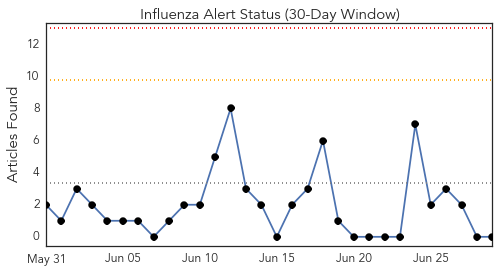 Influenza Alert Status (30-Day Window)
Articles Found
12
10
8
6
4
2
0
May 31
Jun 05
Jun 10
Jun 15
Jun 20
Jun 25